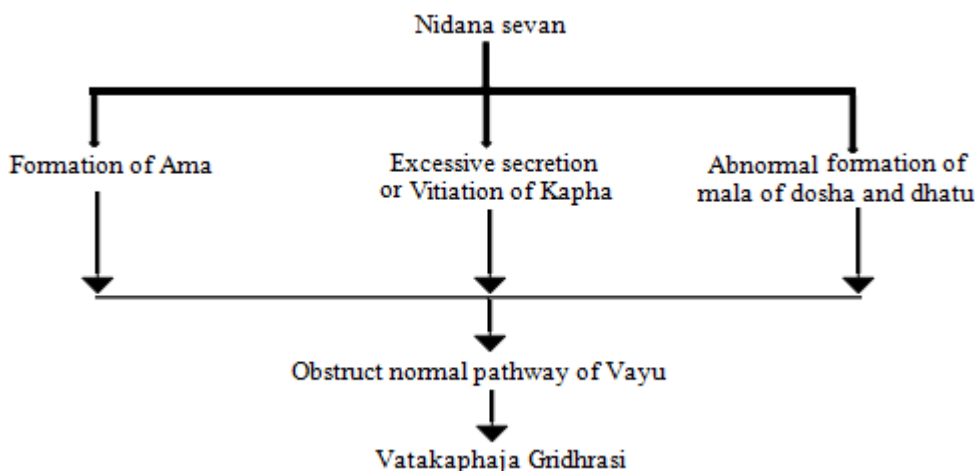 Nidana sevan
Formation of Ama
Excessive secretion
or Vitiation of Kapha
Abnormal formation of
mala of dosha and dhatu
Obstruct normal pathway of Vayu
Vatakaphaja Gridhrasi